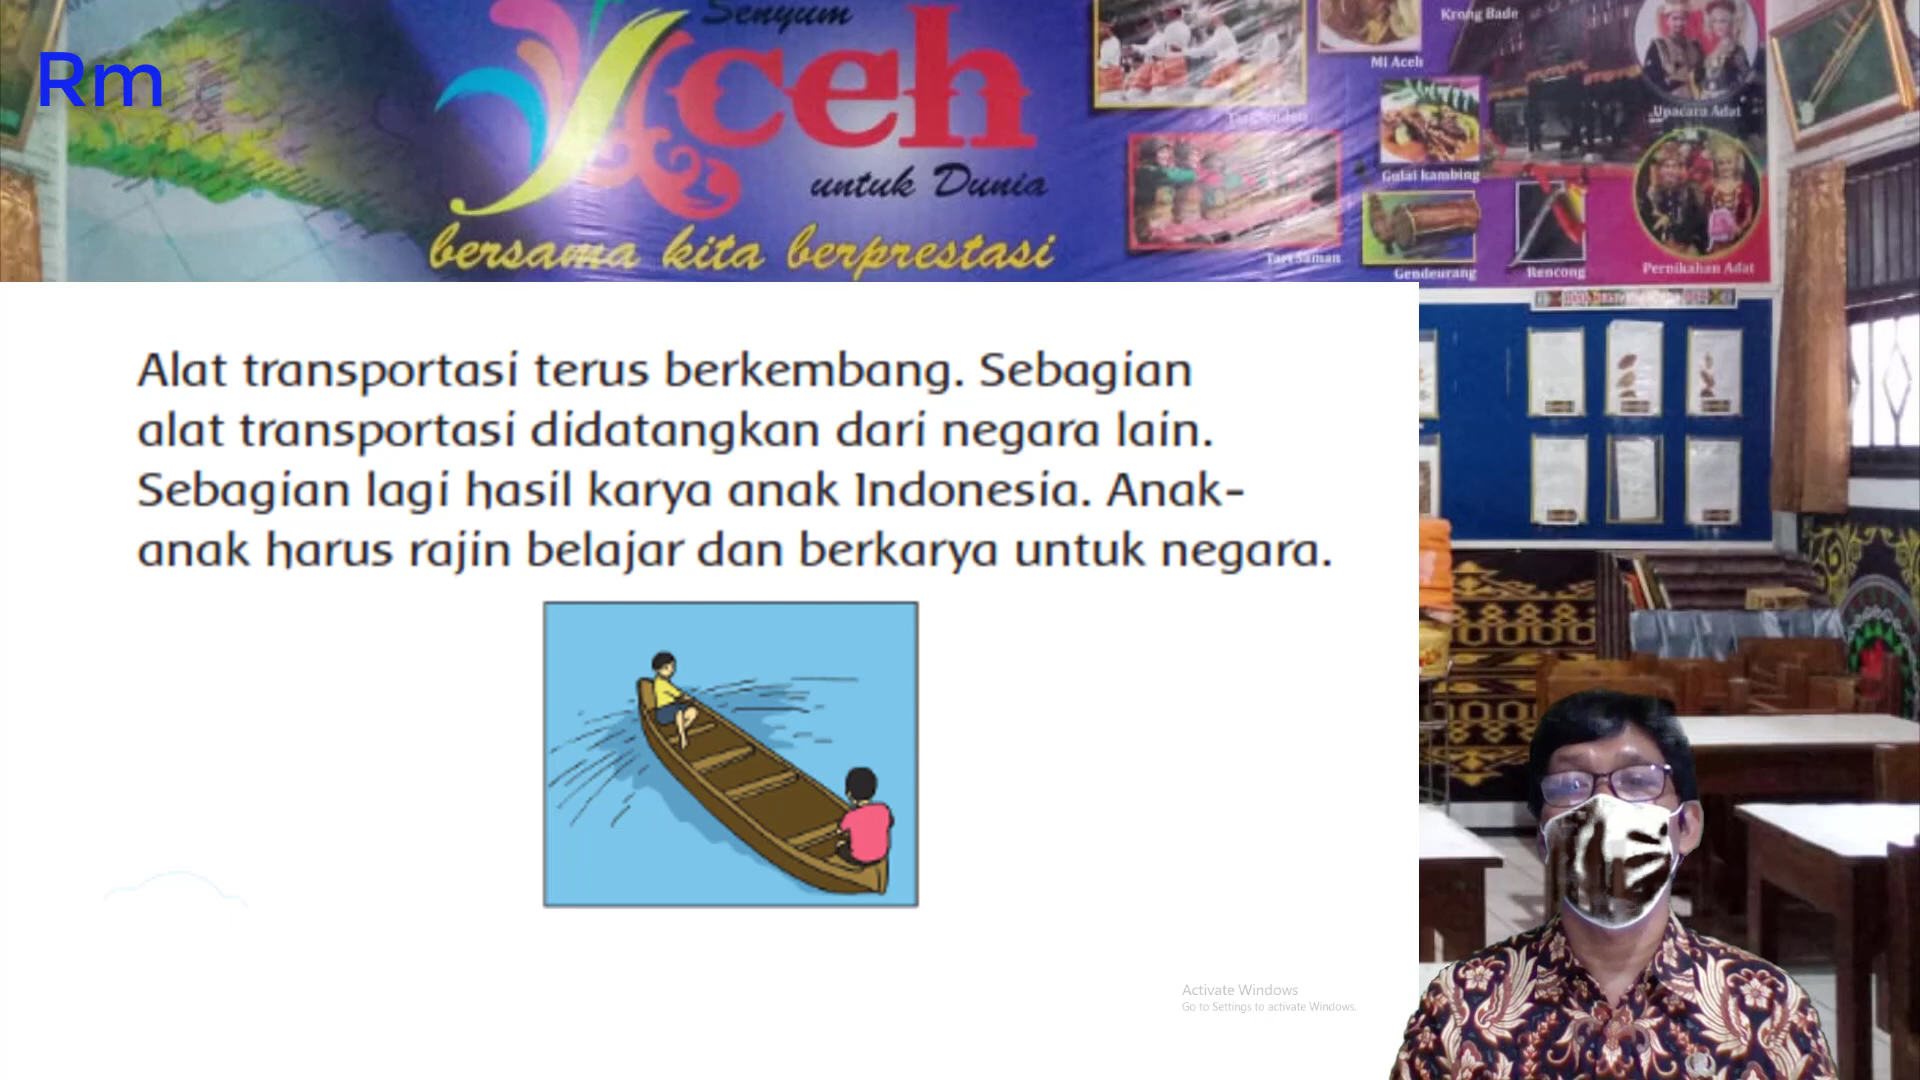 Rm
Senyum
Aceh
untuk Dunia
bersama kita berprestasi
Krong Bade
Mi Aceh
Upacara Adat
Gulai kambing
Tari Saman
Gendeurang
Rencong
Pernikahan Adat
Alat transportasi terus berkembang. Sebagian
alat transportasi didatangkan dari negara lain.
Sebagian lagi hasil karya anak Indonesia. Anak-
anak harus rajin belajar dan berkarya untuk negara.
Activate Windows
Go to Settings to activate Windows.